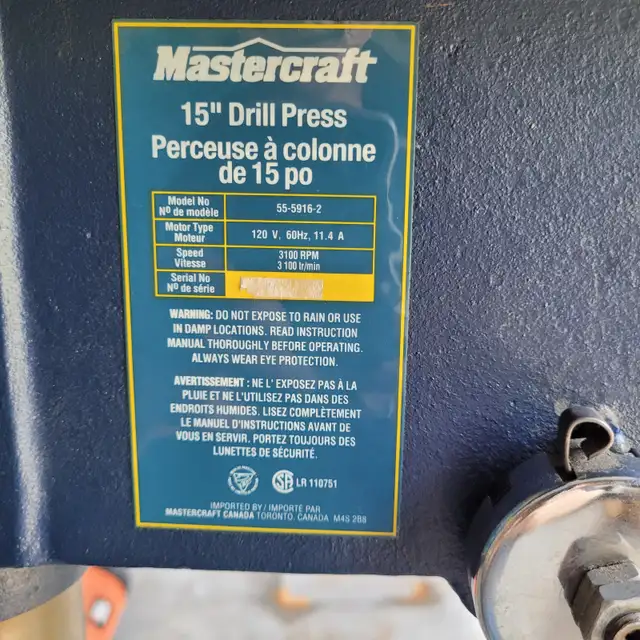 Mastercraft
15" Drill Press
Perceuse à colonne
de 15 po
Model No
Nº de modèle
55-5916-2
Motor Type
Moteur
120 V, 60Hz, 11.4 A
Speed
Vitesse
3100 RPM
3 100 tr/min
Serial No
Nº de série
WARNING: DO NOT EXPOSE TO RAIN OR USE
IN DAMP LOCATIONS. READ INSTRUCTION
MANUAL THOROUGHLY BEFORE OPERATING.
ALWAYS WEAR EYE PROTECTION.
AVERTISSEMENT : NE L' EXPOSEZ PAS À LA
PLUIE ET NE L'UTILISEZ PAS DANS DES
ENDROITS HUMIDES. LISEZ COMPLÈTEMENT
LE MANUEL D'INSTRUCTIONS AVANT DE
VOUS EN SERVIR. PORTEZ TOUJOURS DES
LUNETTES DE SÉCURITÉ.
LR 110751
IMPORTED BY / IMPORTÉ PAR
MASTERCRAFT CANADA TORONTO, CANADA M4S 2B8